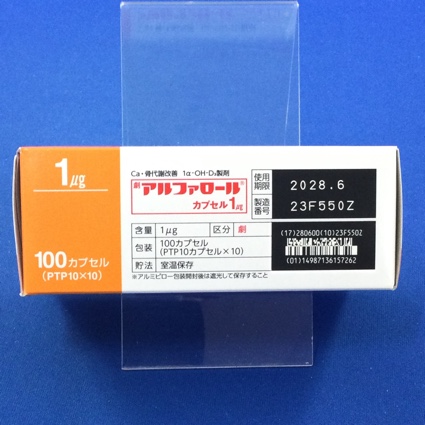 1μg
100カプセル
(PTP10×10)
Ca・骨代謝改善 1α-OH-D₃製剤
劇 アルファロール®
カプセル1μg
含量 1μg 区分 劇
包装 100カプセル
(PTP10カプセル×10)
貯法 室温保存
※アルミピロー包装開封後は遮光して保存すること
使用期限 2028.6
製造番号 23F550Z
(17)280600(10)23F550Z
(01)14987136157262